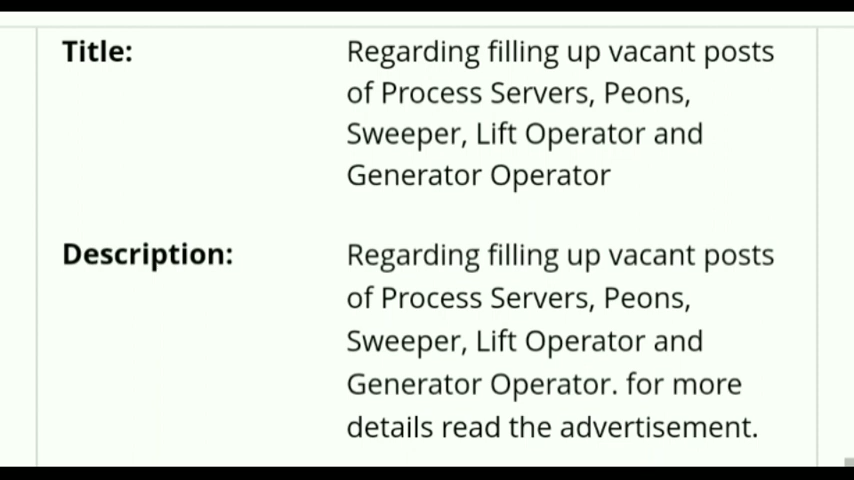 Title:
Regarding filling up vacant posts
of Process Servers, Peons,
Sweeper, Lift Operator and
Generator Operator
Description:
Regarding filling up vacant posts
of Process Servers, Peons,
Sweeper, Lift Operator and
Generator Operator. for more
details read the advertisement.